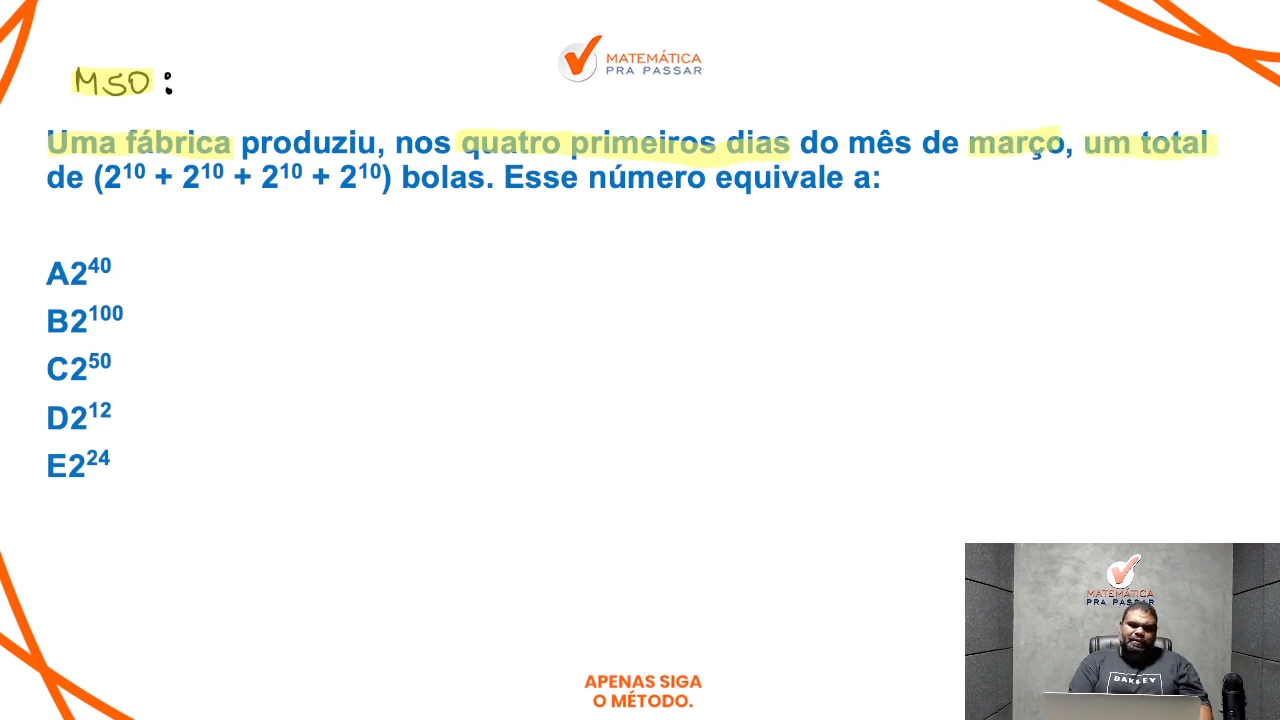 MATEMÁTICA
PRA PASSAR
M50 :
Uma fábrica produziu, nos quatro primeiros dias do mês de março, um total
de (2¹⁰ + 2¹⁰ + 2¹⁰ + 2¹⁰) bolas. Esse número equivale a:
A2⁴⁰
B2¹⁰⁰
C2⁵⁰
D2¹²
E2²⁴
MATEMÁTICA
PRA PASSAR
OAKLEY
APENAS SIGA
O MÉTODO.